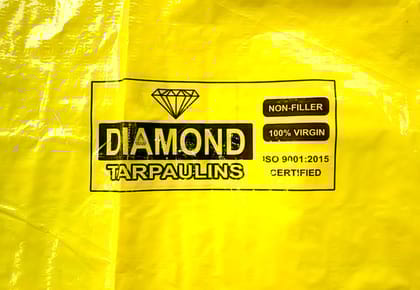 DIAMOND
TARPAULINS
NON-FILLER
100% VIRGIN
ISO 9001:2015
CERTIFIED